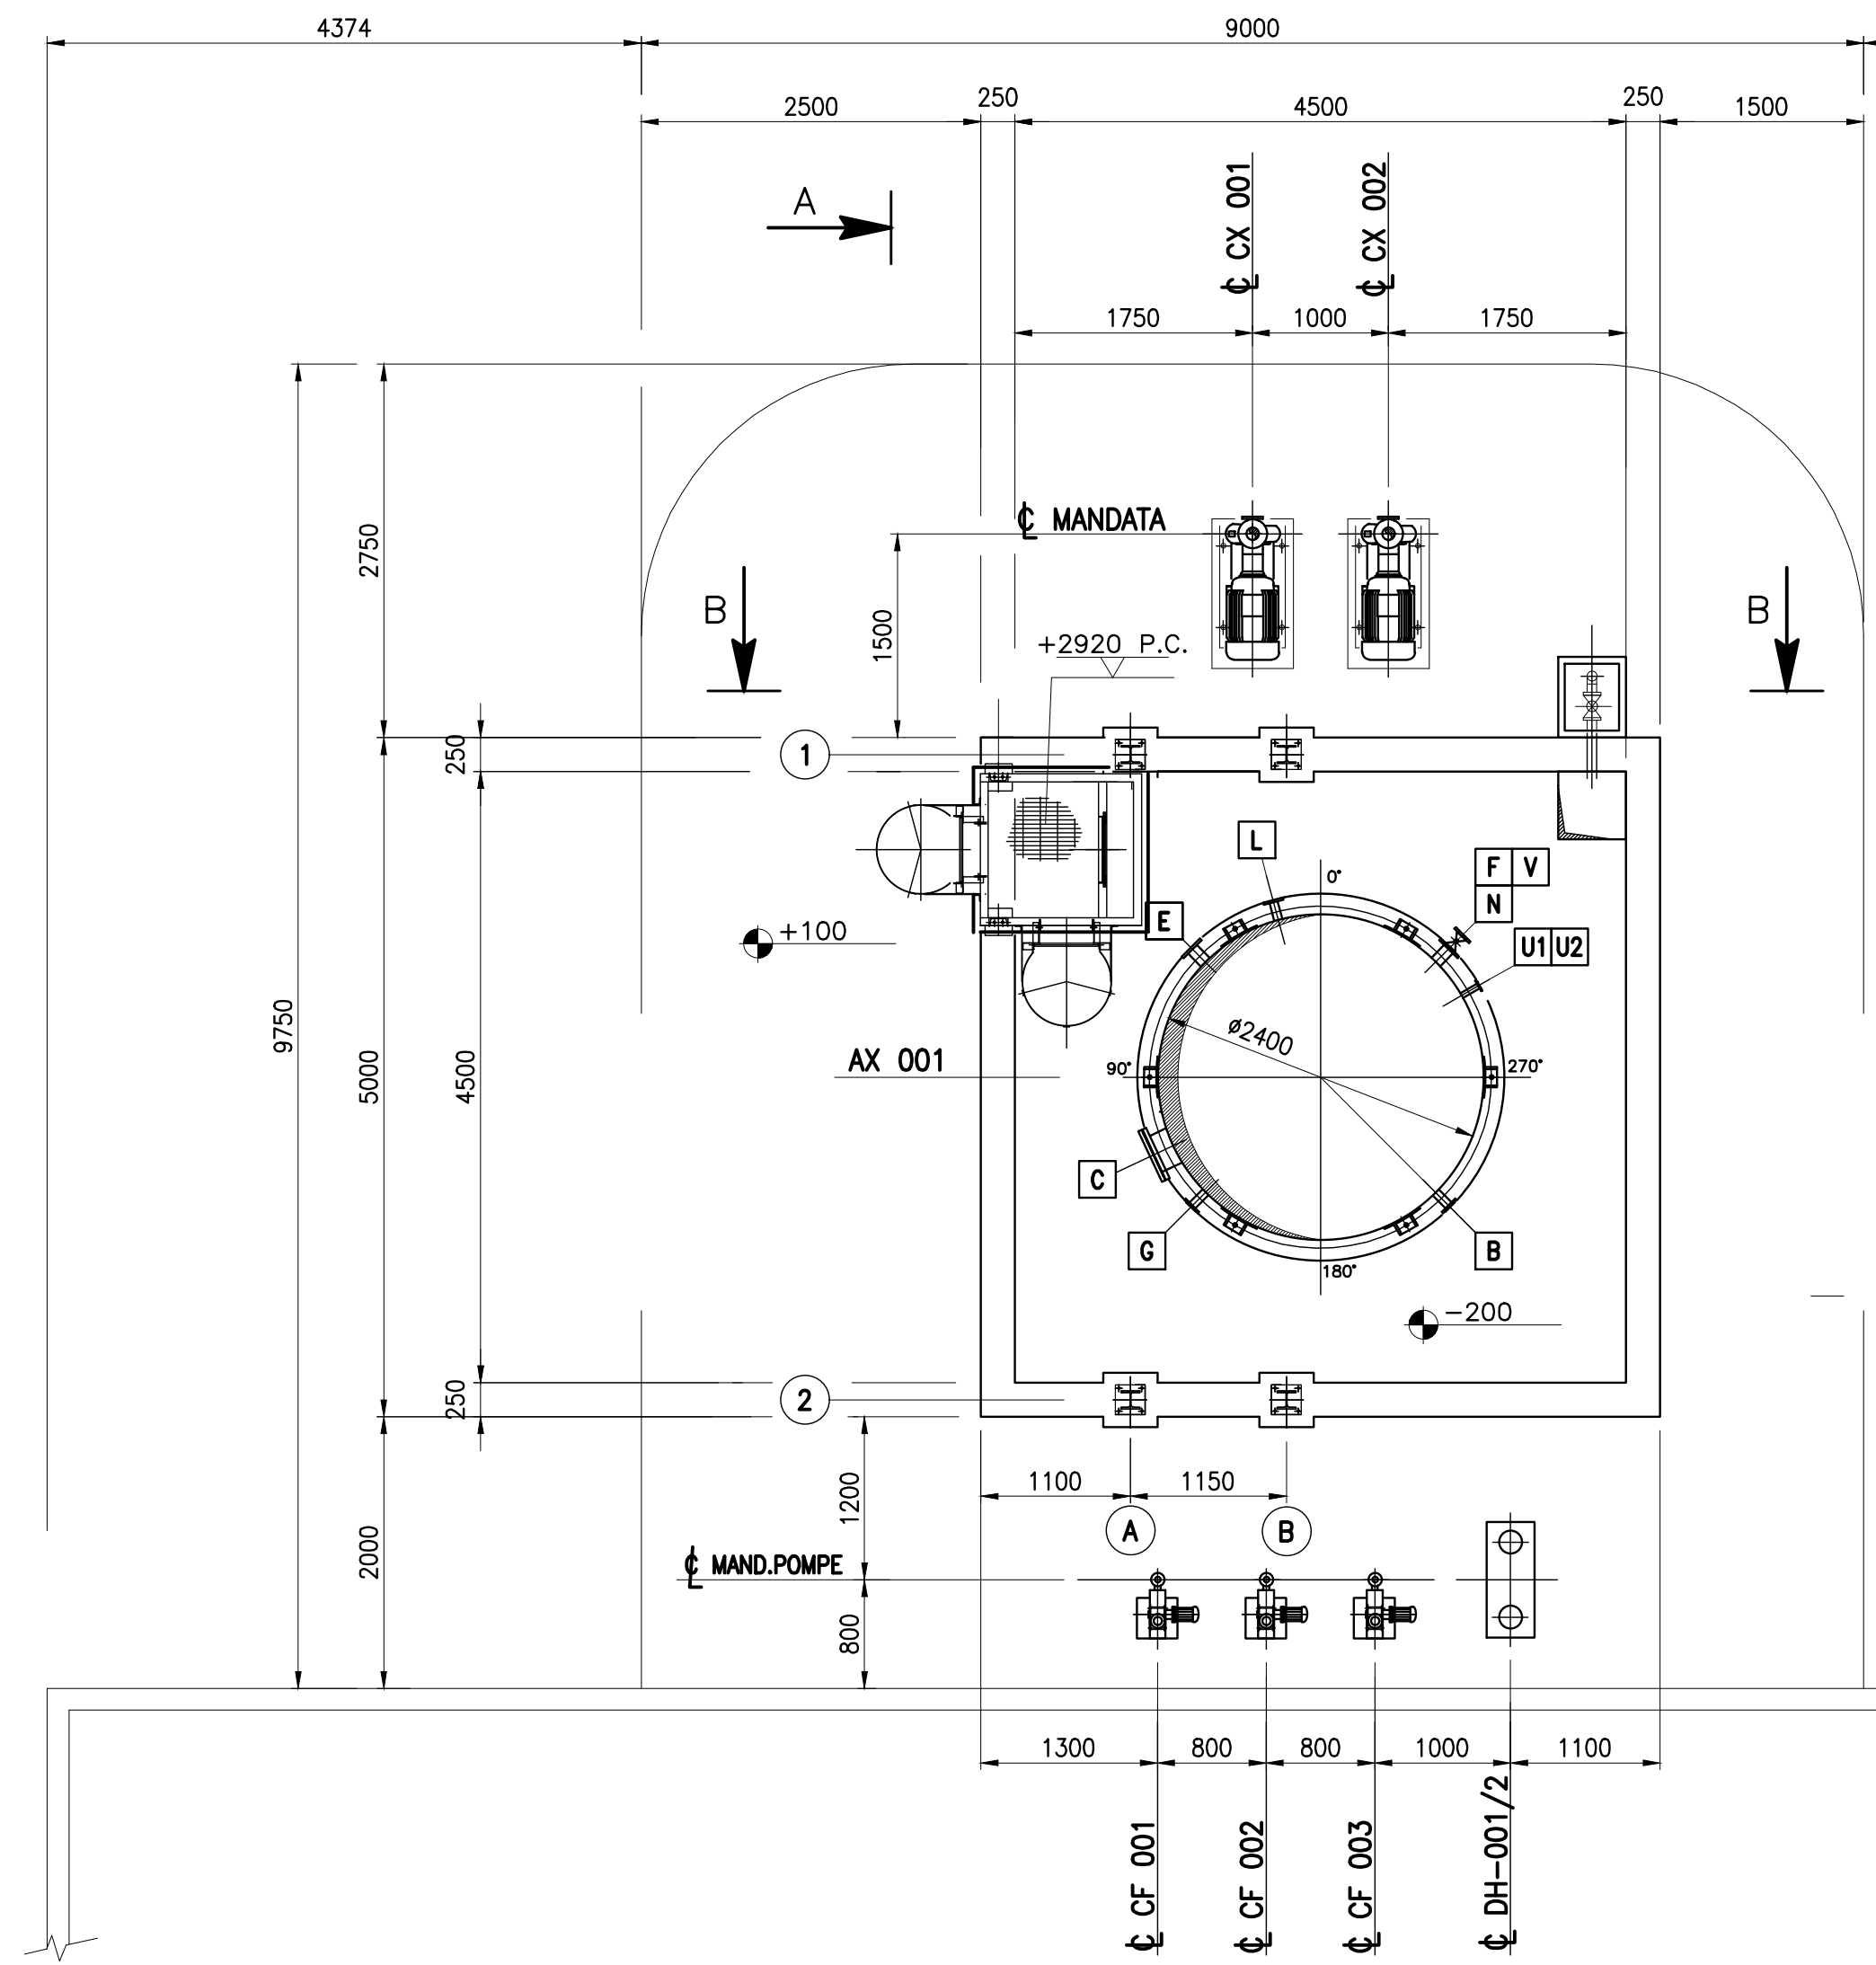 4374
9000
2500
250
4500
250
1500
A
℄ CX 001
℄ CX 002
1750
1000
1750
℄ MANDATA
2750
B
B
1500
+2920 P.C.
250
1
L
F V
N
0°
E
+100
U1 U2
9750
5000
4500
ø2400
AX 001
90°
270°
C
G
B
180°
-200
250
2
1100
1150
1200
A
B
2000
℄ MAND.POMPE
800
1300
800
800
1000
1100
℄ CF 001
℄ CF 002
℄ CF 003
℄ DH-001/2